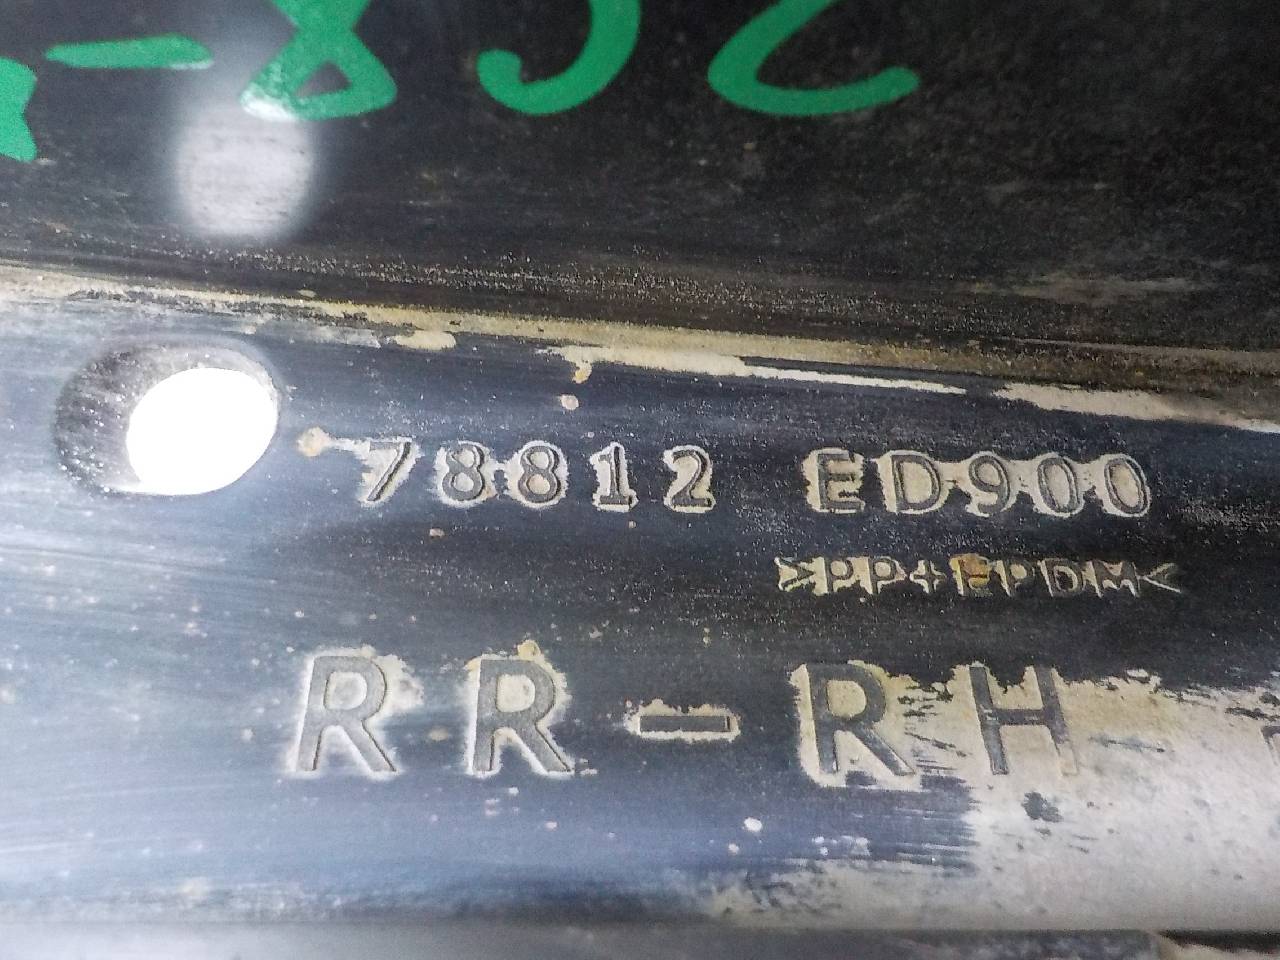 78812 ED900
>PP+EPDM<
RR-RH